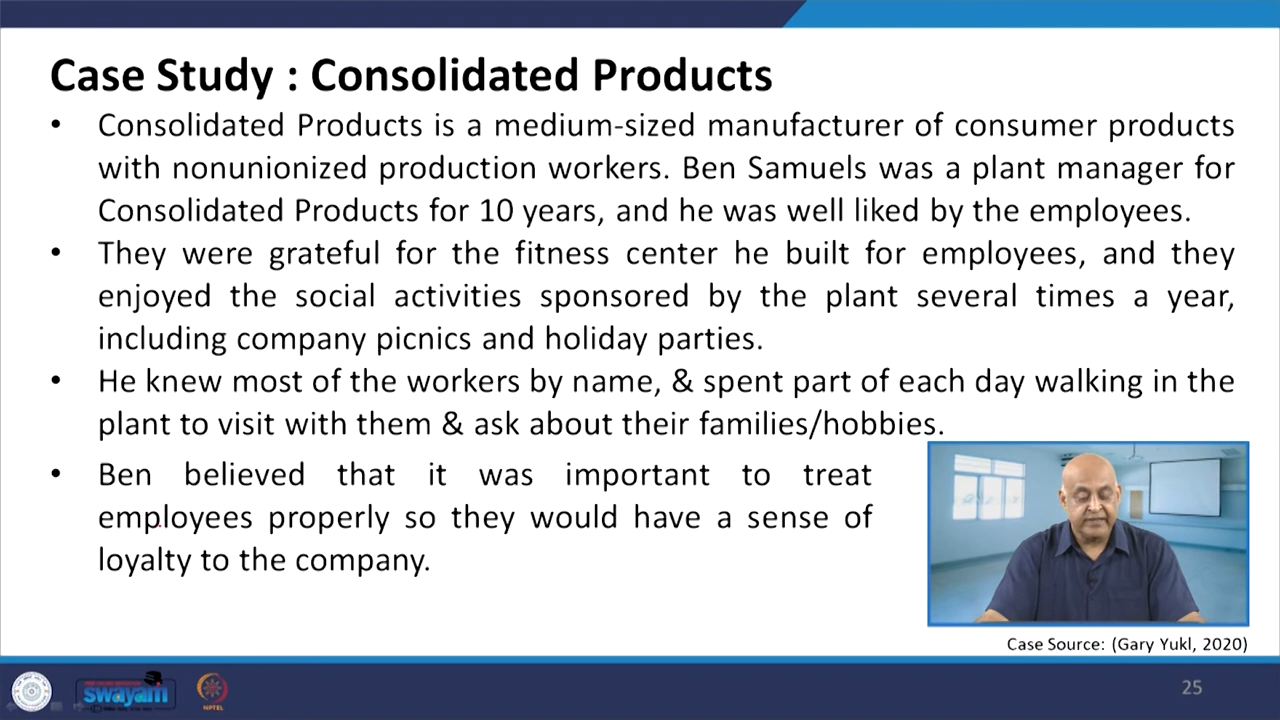 Case Study : Consolidated Products
• Consolidated Products is a medium-sized manufacturer of consumer products
with nonunionized production workers. Ben Samuels was a plant manager for
Consolidated Products for 10 years, and he was well liked by the employees.
• They were grateful for the fitness center he built for employees, and they
enjoyed the social activities sponsored by the plant several times a year,
including company picnics and holiday parties.
• He knew most of the workers by name, & spent part of each day walking in the
plant to visit with them & ask about their families/hobbies.
• Ben believed that it was important to treat
employees properly so they would have a sense of
loyalty to the company.
Case Source: (Gary Yukl, 2020)
swayam
NPTEL
25